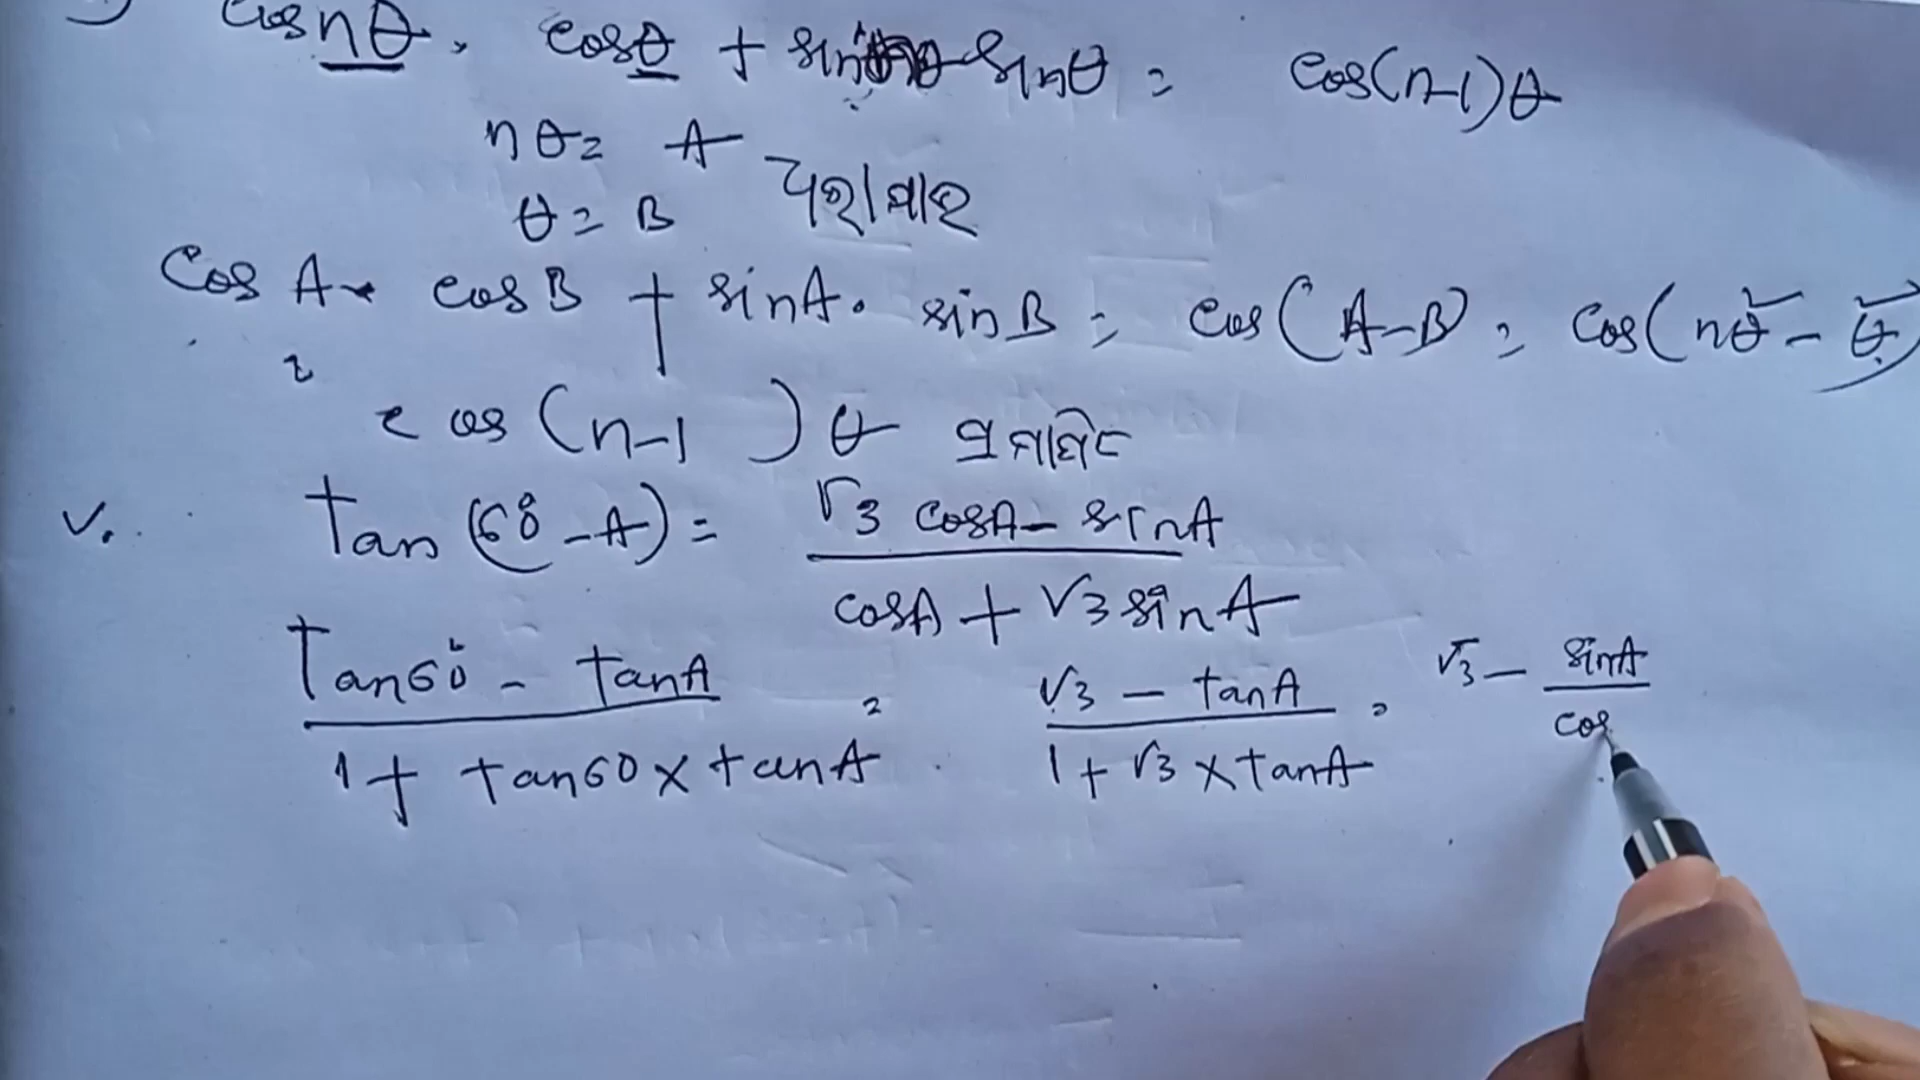 cos nθ. cosθ + sin sinθ = cos(n-1)θ
nθ = A
θ = B
cos A. cos B + sinA. sin B = cos(A-B) = cos(nθ - θ)
= cos(n-1)θ ପ୍ରମାଣିତ
v. tan(60°-A) = √3 cosA - sinA / cosA + √3 sinA
Tan60° - tanA / 1 + tan60 x tanA = √3 - tanA / 1 + √3 x tanA = √3 - sinA / cos